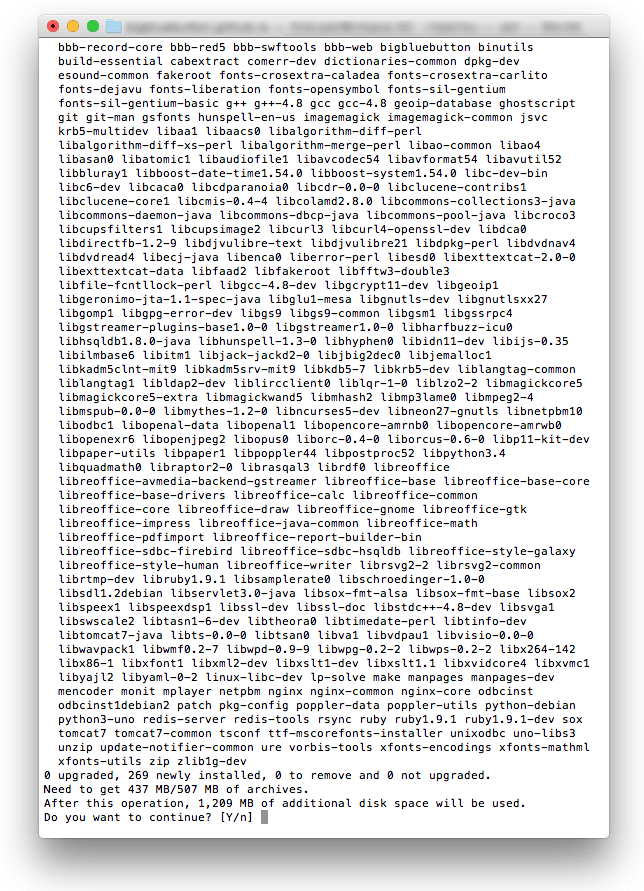 bbb-record-core bbb-red5 bbb-swftools bbb-web bigbluebutton binutils
build-essential cabextract comerr-dev dictionaries-common dpkg-dev
esound-common fakeroot fonts-crosextra-caladea fonts-crosextra-carlito
fonts-dejavu fonts-liberation fonts-opensymbol fonts-sil-gentium
fonts-sil-gentium-basic g++ g++-4.8 gcc gcc-4.8 geoip-database ghostscript
git git-man gsfonts hunspell-en-us imagemagick imagemagick-common jsvc
krb5-multidev libaa1 libaacs0 libalgorithm-diff-perl
libalgorithm-diff-xs-perl libalgorithm-merge-perl libao-common libao4
libasan0 libatomic1 libaudiofile1 libavcodec54 libavformat54 libavutil52
libbluray1 libboost-date-time1.54.0 libboost-system1.54.0 libc-dev-bin
libc6-dev libcaca0 libcdparanoia0 libcdr-0.0-0 libclucene-contribs1
libclucene-core1 libcmis-0.4-4 libcolamd2.8.0 libcommons-collections3-java
libcommons-daemon-java libcommons-dbcp-java libcommons-pool-java libcroco3
libcupsfilters1 libcupsimage2 libcurl3 libcurl4-openssl-dev libdca0
libdirectfb-1.2-9 libdjvulibre-text libdjvulibre21 libdpkg-perl libdvdnav4
libdvdread4 libecj-java libenca0 liberror-perl libesd0 libexttextcat-2.0-0
libexttextcat-data libfaad2 libfakeroot libfftw3-double3
libfile-fcntllock-perl libgcc-4.8-dev libgcrypt11-dev libgeoip1
libgeronimo-jta-1.1-spec-java libglu1-mesa libgnutls-dev libgnutlsxx27
libgomp1 libgpg-error-dev libgs9 libgs9-common libgsm1 libgssrpc4
libgstreamer-plugins-base1.0-0 libgstreamer1.0-0 libharfbuzz-icu0
libhsqldb1.8.0-java libhunspell-1.3-0 libhyphen0 libidn11-dev libijs-0.35
libilmbase6 libitm1 libjack-jackd2-0 libjbig2dec0 libjemalloc1
libkadm5clnt-mit9 libkadm5srv-mit9 libkdb5-7 libkrb5-dev liblangtag-common
liblangtag1 libldap2-dev liblircclient0 liblqr-1-0 liblzo2-2 libmagickcore5
libmagickcore5-extra libmagickwand5 libmhash2 libmp3lame0 libmpeg2-4
libmspub-0.0-0 libmythes-1.2-0 libncurses5-dev libneon27-gnutls libnetpbm10
libodbc1 libopenal-data libopenal1 libopencore-amrnb0 libopencore-amrwb0
libopenexr6 libopenjpeg2 libopus0 liborc-0.4-0 liborcus-0.6-0 libp11-kit-dev
libpaper-utils libpaper1 libpoppler44 libpostproc52 libpython3.4
libquadmath0 libraptor2-0 librasqal3 librdf0 libreoffice
libreoffice-avmedia-backend-gstreamer libreoffice-base libreoffice-base-core
libreoffice-base-drivers libreoffice-calc libreoffice-common
libreoffice-core libreoffice-draw libreoffice-gnome libreoffice-gtk
libreoffice-impress libreoffice-java-common libreoffice-math
libreoffice-pdfimport libreoffice-report-builder-bin
libreoffice-sdbc-firebird libreoffice-sdbc-hsqldb libreoffice-style-galaxy
libreoffice-style-human libreoffice-writer librsvg2-2 librsvg2-common
librtmp-dev libruby1.9.1 libsamplerate0 libschroedinger-1.0-0
libsdl1.2debian libservlet3.0-java libsox-fmt-alsa libsox-fmt-base libsox2
libspeex1 libspeexdsp1 libssl-dev libssl-doc libstdc++-4.8-dev libsvga1
libswscale2 libtasn1-6-dev libtheora0 libtimedate-perl libtinfo-dev
libtomcat7-java libts-0.0-0 libtsan0 libva1 libvdpau1 libvisio-0.0-0
libwavpack1 libwmf0.2-7 libwpd-0.9-9 libwpg-0.2-2 libwps-0.2-2 libx264-142
libx86-1 libxfont1 libxml2-dev libxslt1-dev libxslt1.1 libxvidcore4 libxvmc1
libyajl2 libyaml-0-2 linux-libc-dev lp-solve make manpages manpages-dev
mencoder monit mplayer netpbm nginx nginx-common nginx-core odbcinst
odbcinst1debian2 patch pkg-config poppler-data poppler-utils python-debian
python3-uno redis-server redis-tools rsync ruby ruby1.9.1 ruby1.9.1-dev sox
tomcat7 tomcat7-common tsconf ttf-mscorefonts-installer unixodbc uno-libs3
unzip update-notifier-common ure vorbis-tools xfonts-encodings xfonts-mathml
xfonts-utils zip zlib1g-dev
0 upgraded, 269 newly installed, 0 to remove and 0 not upgraded.
Need to get 437 MB/507 MB of archives.
After this operation, 1,209 MB of additional disk space will be used.
Do you want to continue? [Y/n]